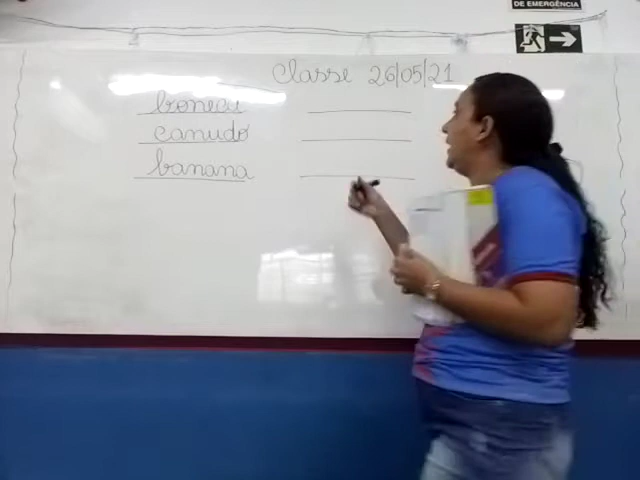 DE EMERGÊNCIA
Classe 26/05/21
boneca
canudo
banana